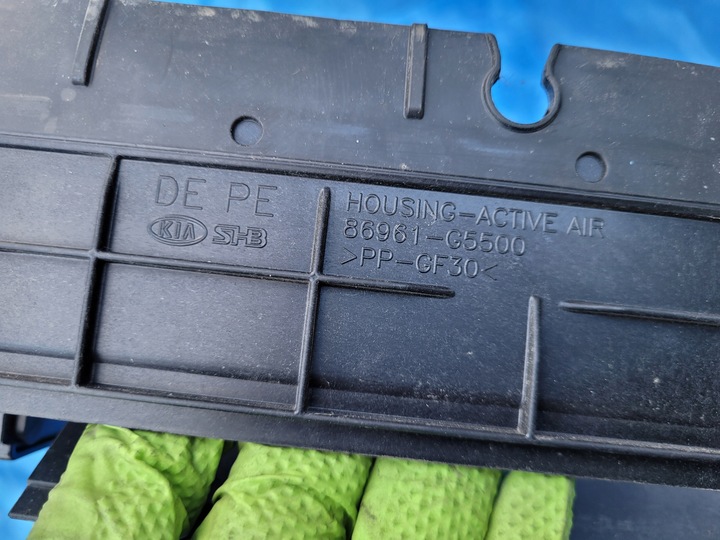 DE PE
KIA SHB
HOUSING-ACTIVE AIR
86961-G5500
>PP-GF30<